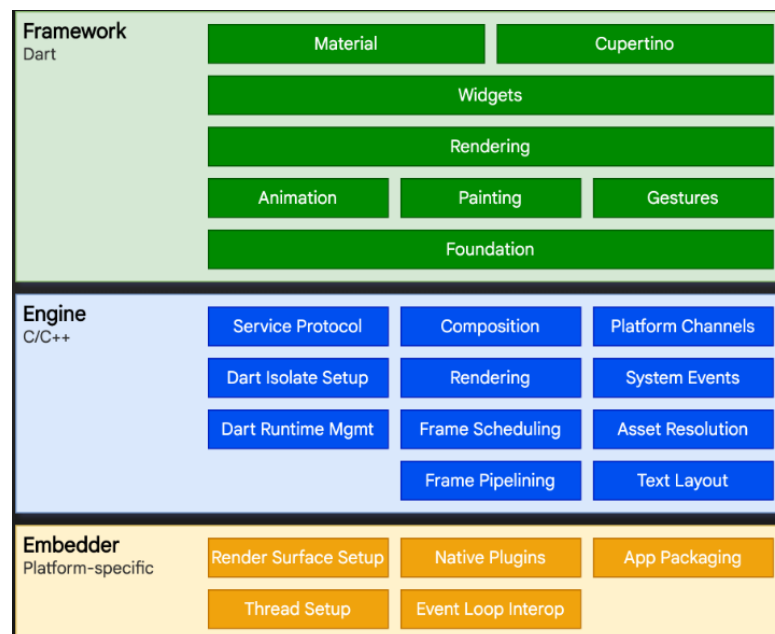 Framework
Dart
Material
Cupertino
Widgets
Rendering
Animation
Painting
Gestures
Foundation
Engine
C/C++
Service Protocol
Composition
Platform Channels
Dart Isolate Setup
Rendering
System Events
Dart Runtime Mgmt
Frame Scheduling
Asset Resolution
Frame Pipelining
Text Layout
Embedder
Platform-specific
Render Surface Setup
Native Plugins
App Packaging
Thread Setup
Event Loop Interop